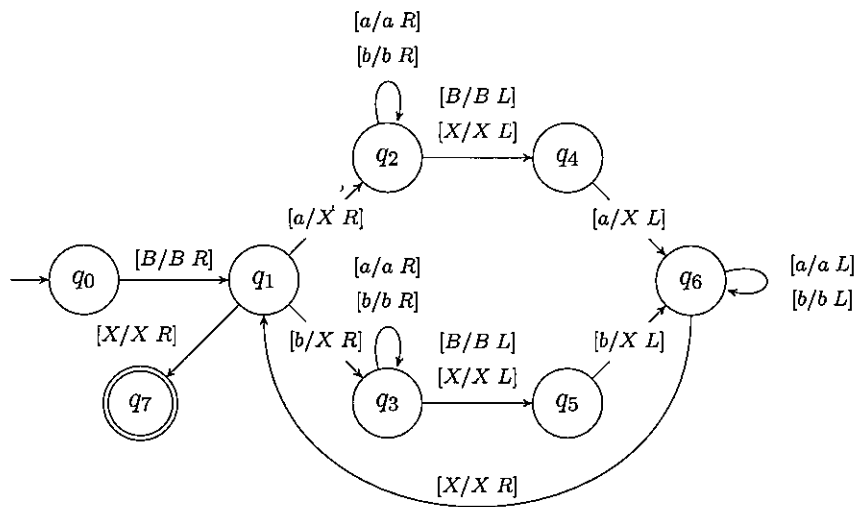 [a/a R]
[b/b R]
[B/B L]
[X/X L]
q2
q4
[a/X R]
[a/X L]
[B/B R]
[a/a R]
[b/b R]
[a/a L]
[b/b L]
q0
q1
q6
[X/X R]
[b/X R]
[B/B L]
[X/X L]
[b/X L]
q7
q3
q5
[X/X R]